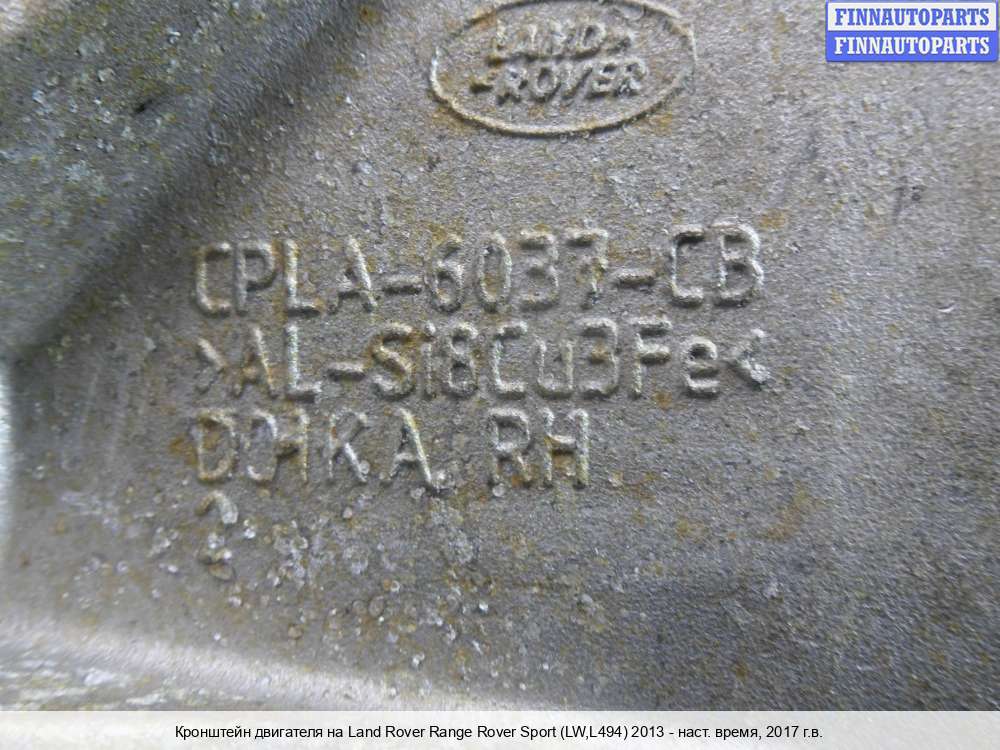 FINNAUTOPARTS
FINNAUTOPARTS
LAND-
-ROVER
CPLA-6037-CB
>AL-Si8Cu3Fe<
RH
Кронштейн двигателя на Land Rover Range Rover Sport (LW,L494) 2013 - наст. время, 2017 г.в.